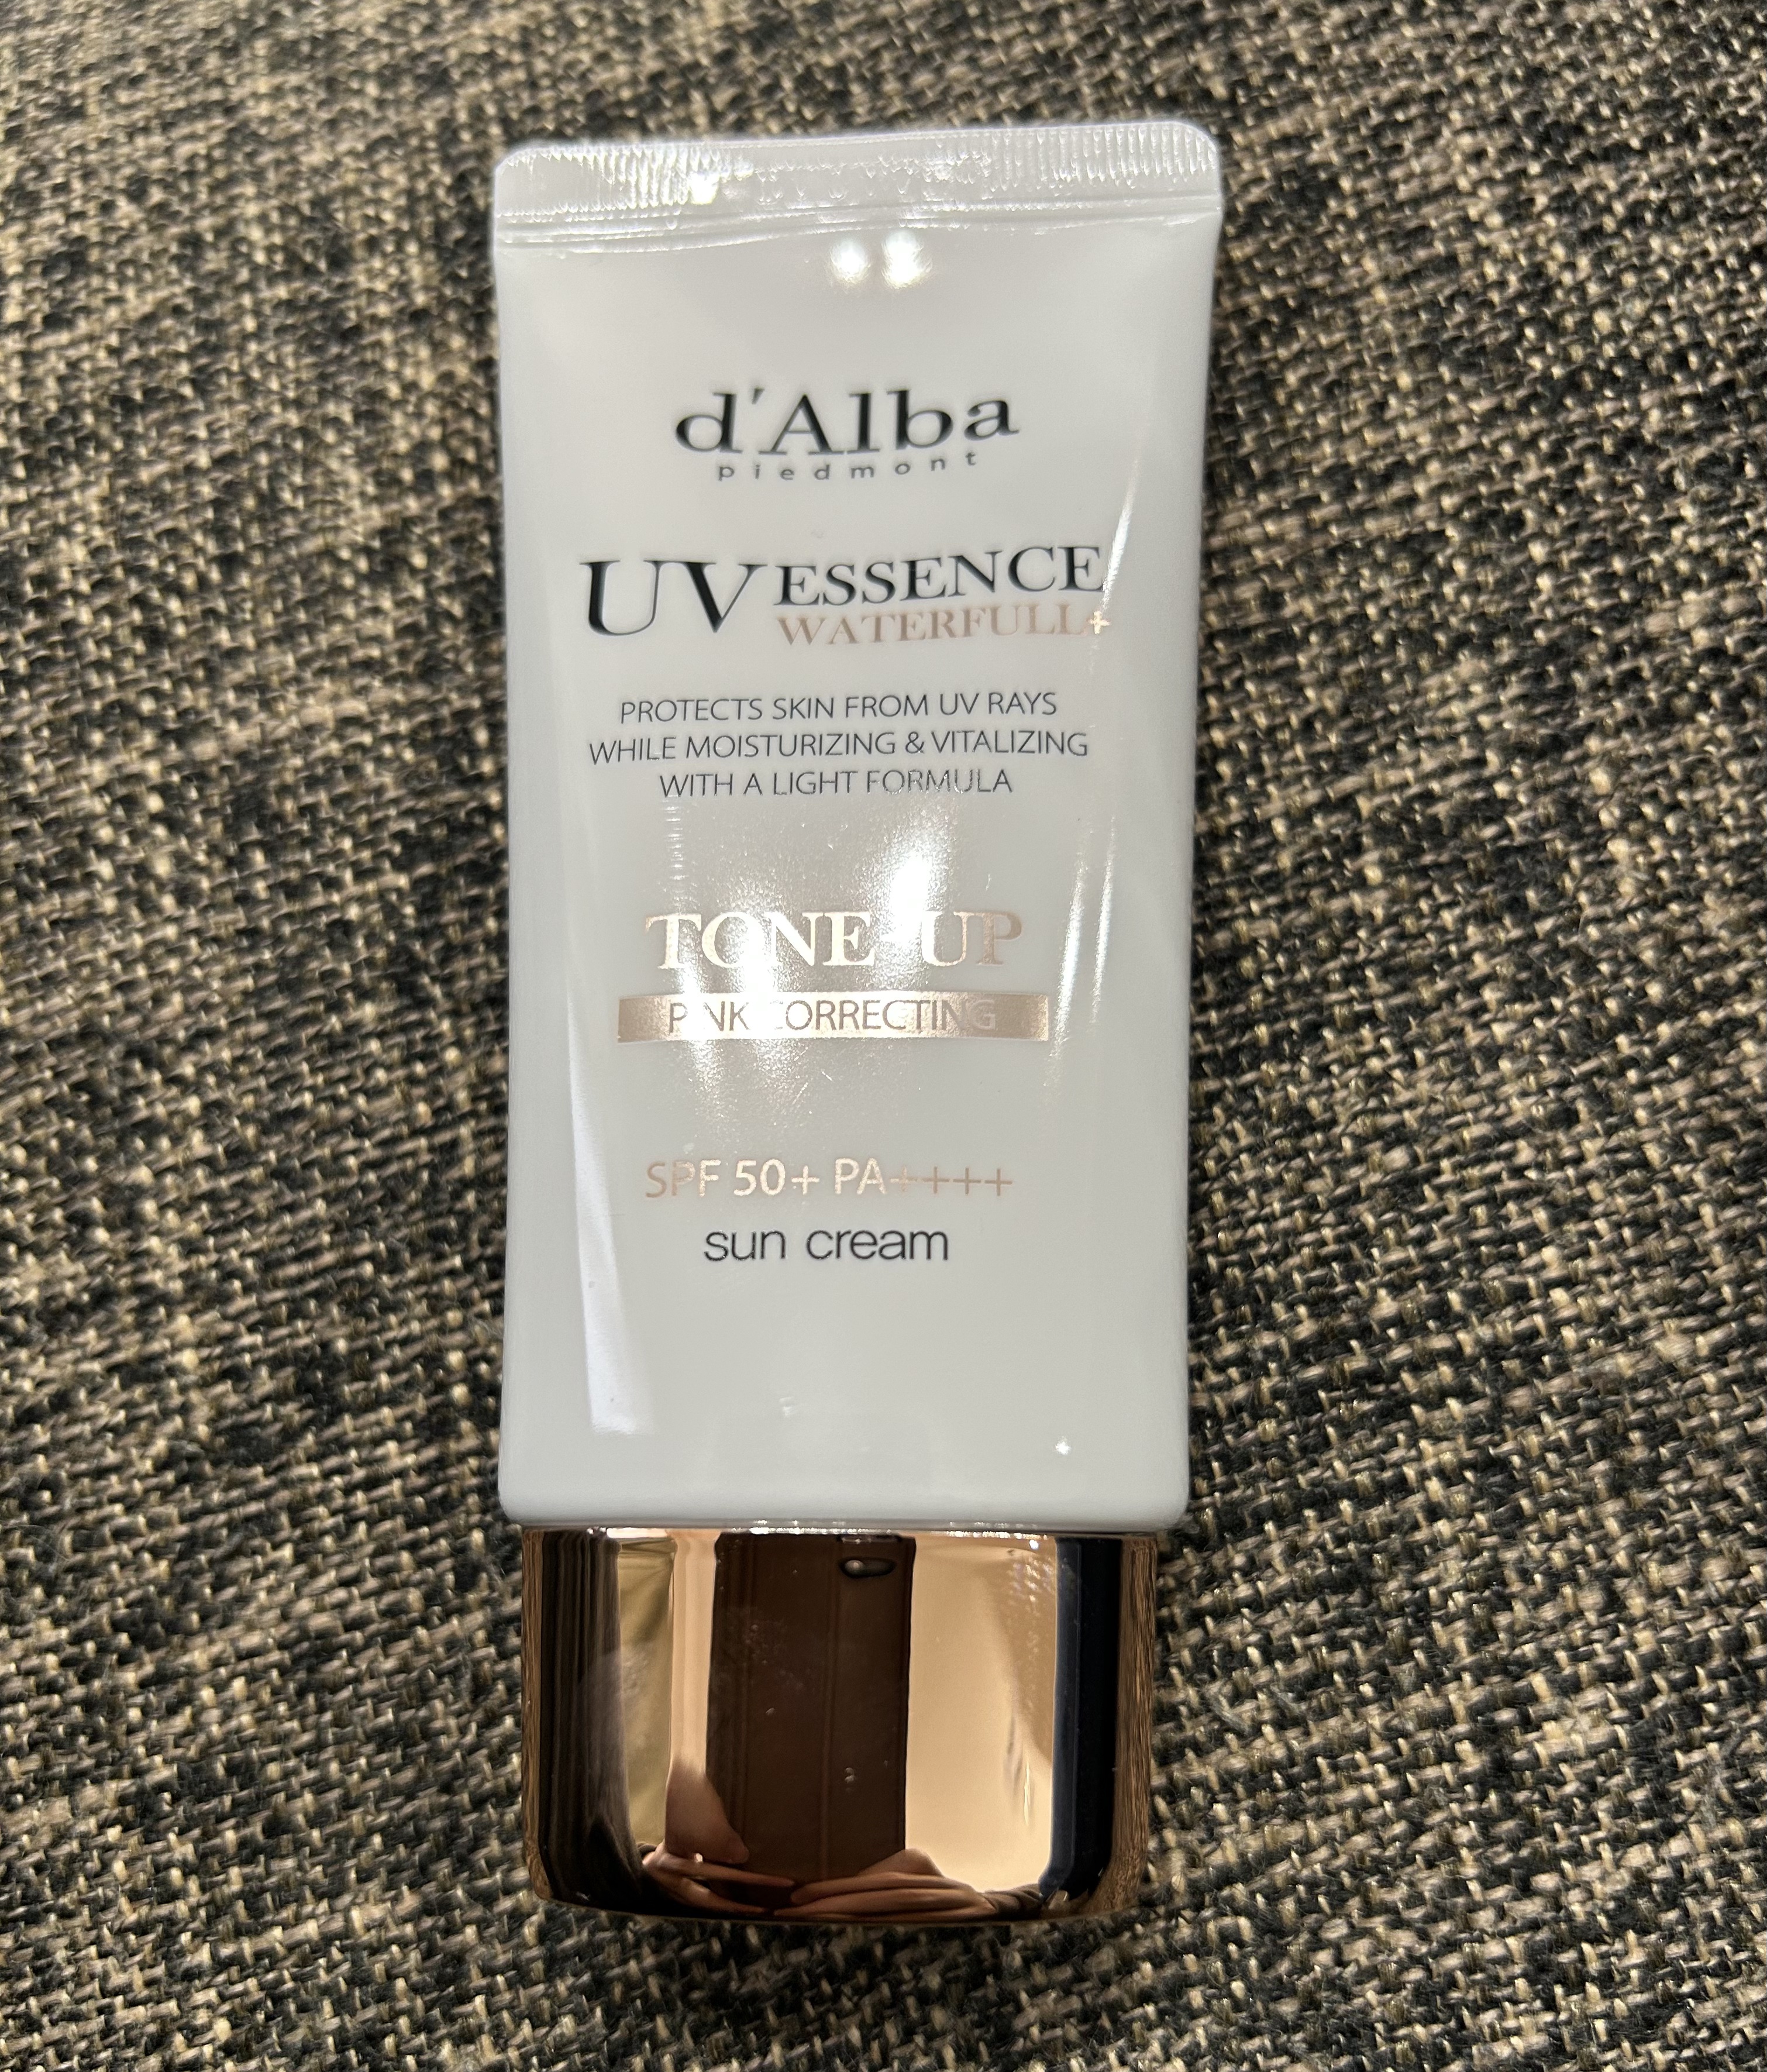 d'Alba
piedmont
UV ESSENCE
WATERFULL+
PROTECTS SKIN FROM UV RAYS
WHILE MOISTURIZING & VITALIZING
WITH A LIGHT FORMULA
TONE-UP
PINK CORRECTING
SPF 50+ PA++++
sun cream